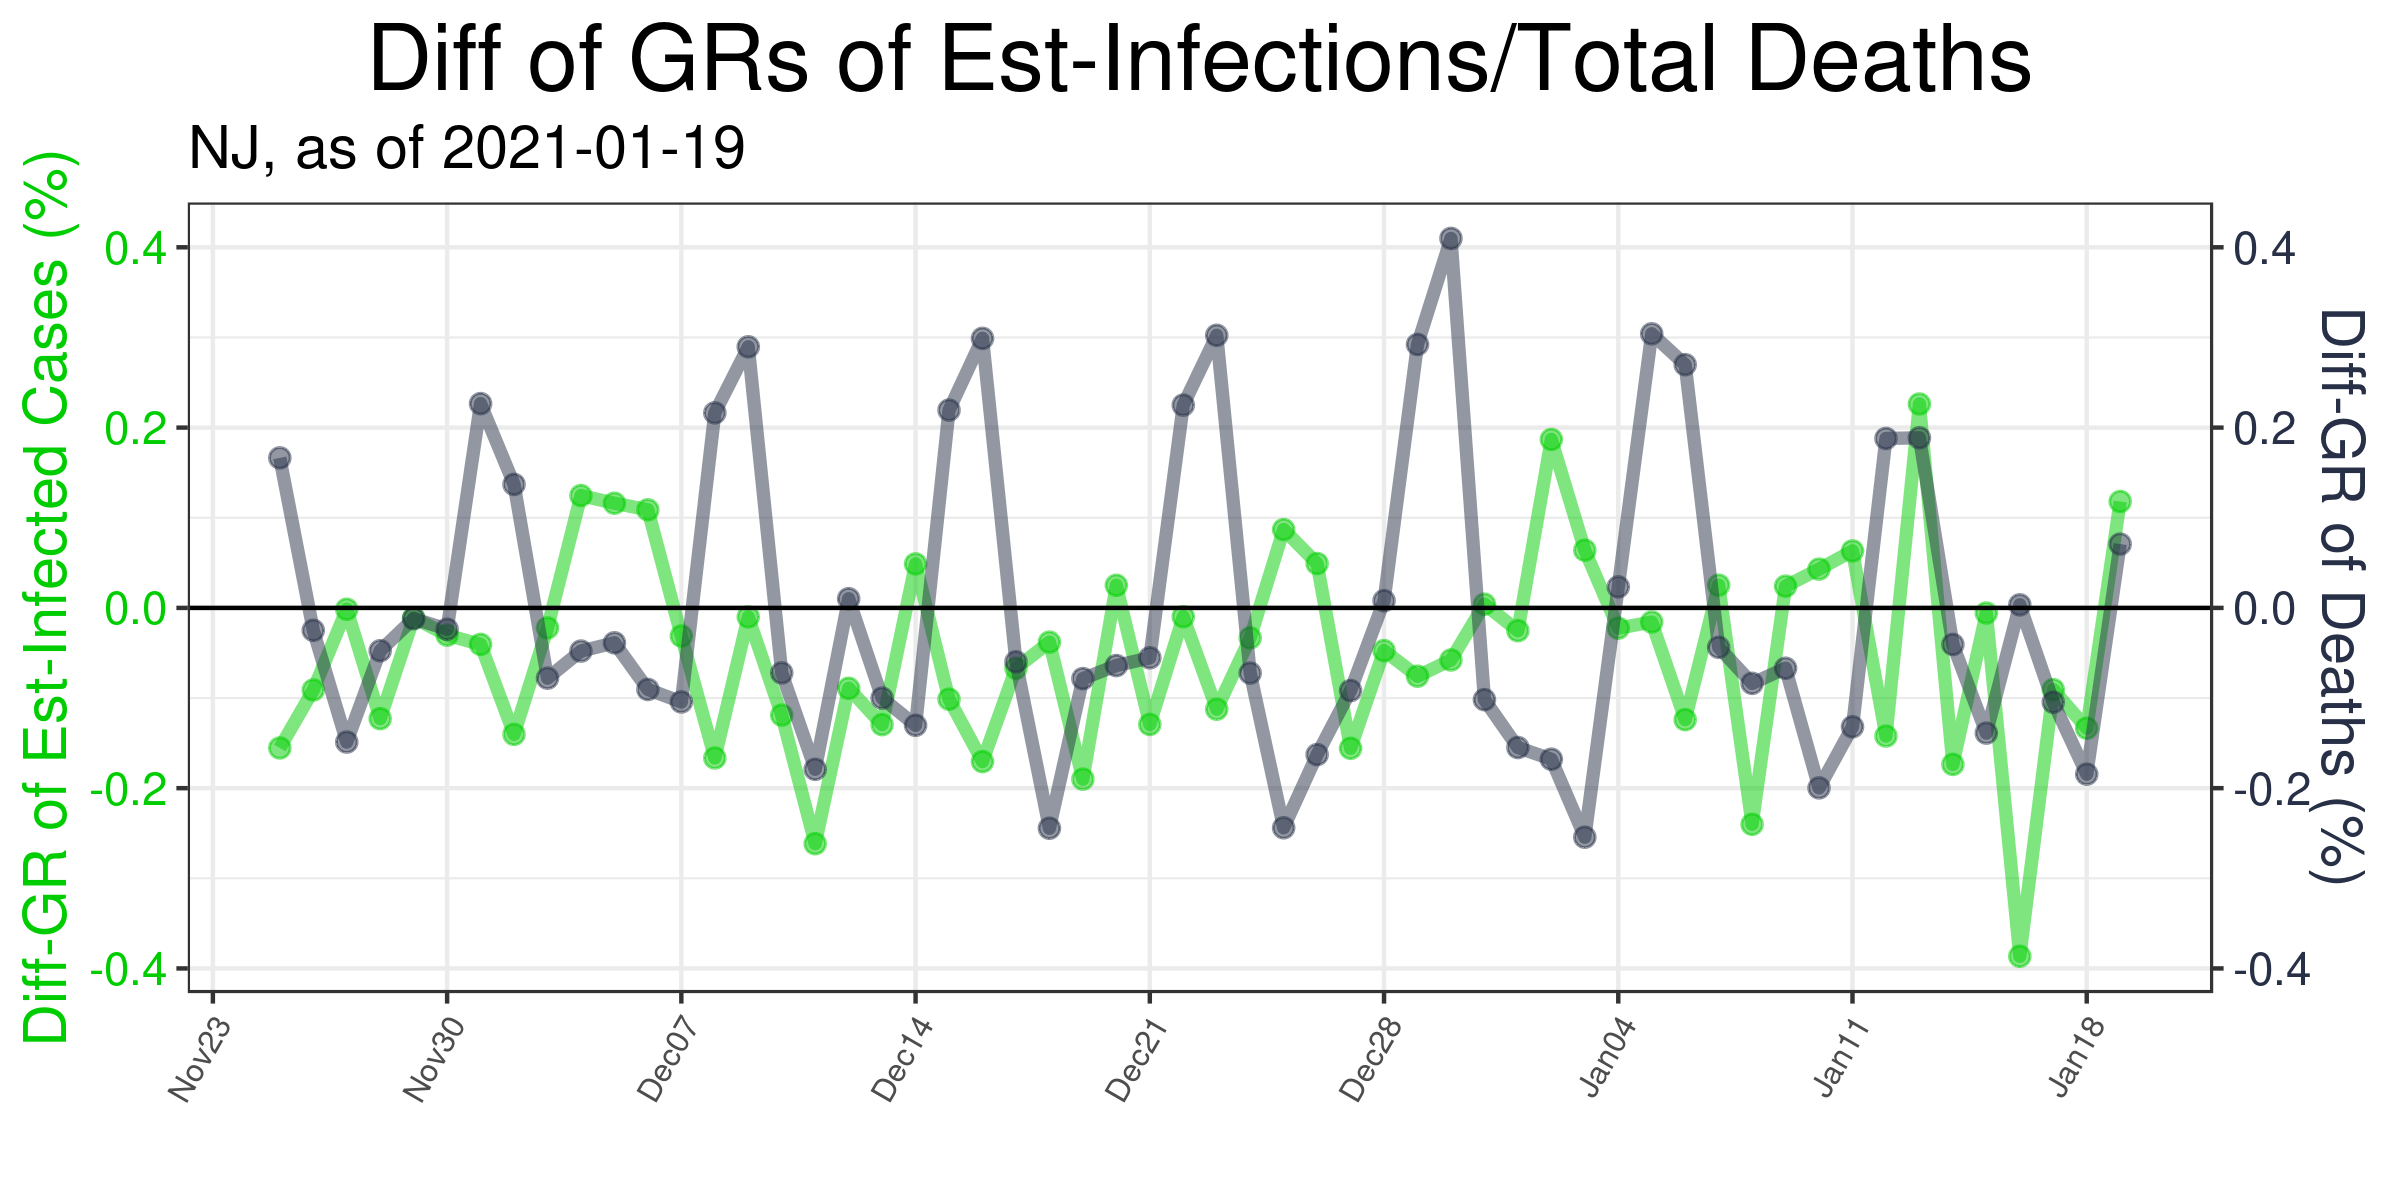 Diff of GRs of Est-Infections/Total Deaths
NJ, as of 2021-01-19
Diff-GR of Est-Infected Cases (%)
0.4
0.2
0.0
-0.2
-0.4
0.4
0.2
0.0
-0.2
-0.4
Diff-GR of Deaths (%)
Nov23
Nov30
Dec07
Dec14
Dec21
Dec28
Jan04
Jan11
Jan18